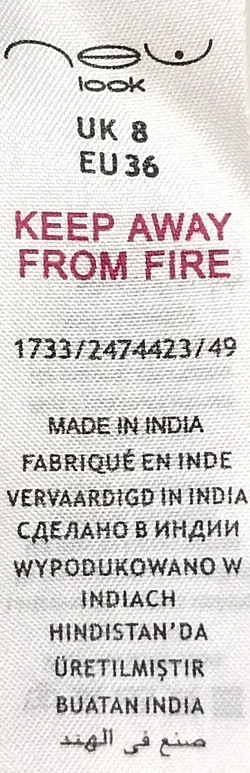 look
UK 8
EU 36
KEEP AWAY
FROM FIRE
1733/2474423/49
MADE IN INDIA
FABRIQUÉ EN INDE
VERVAARDIGD IN INDIA
СДЕЛАНО В ИНДИИ
WYPODUKOWANO W
INDIACH
HINDISTAN'DA
ÜRETILMIŞTIR
BUATAN INDIA
صنع في الهند